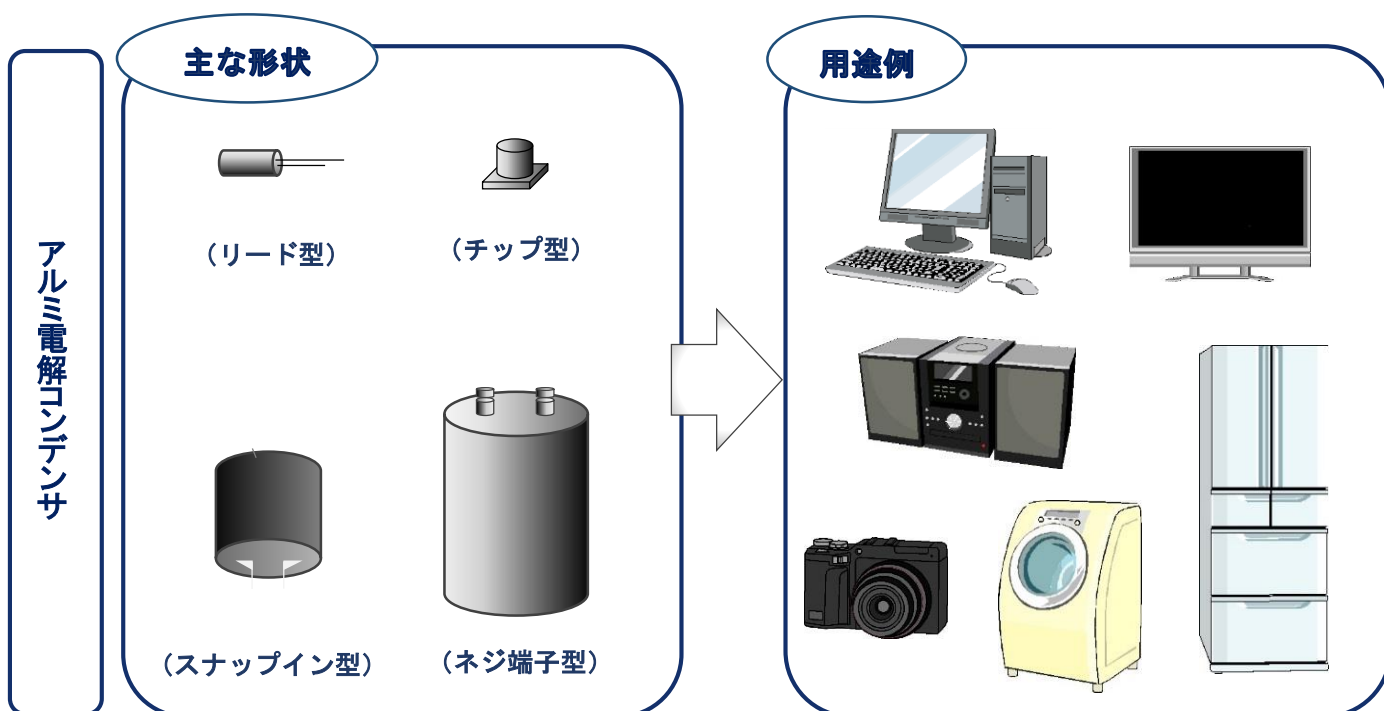 アルミ電解コンデンサ
主な形状
(リード型)
(チップ型)
(スナップイン型)
(ネジ端子型)
用途例